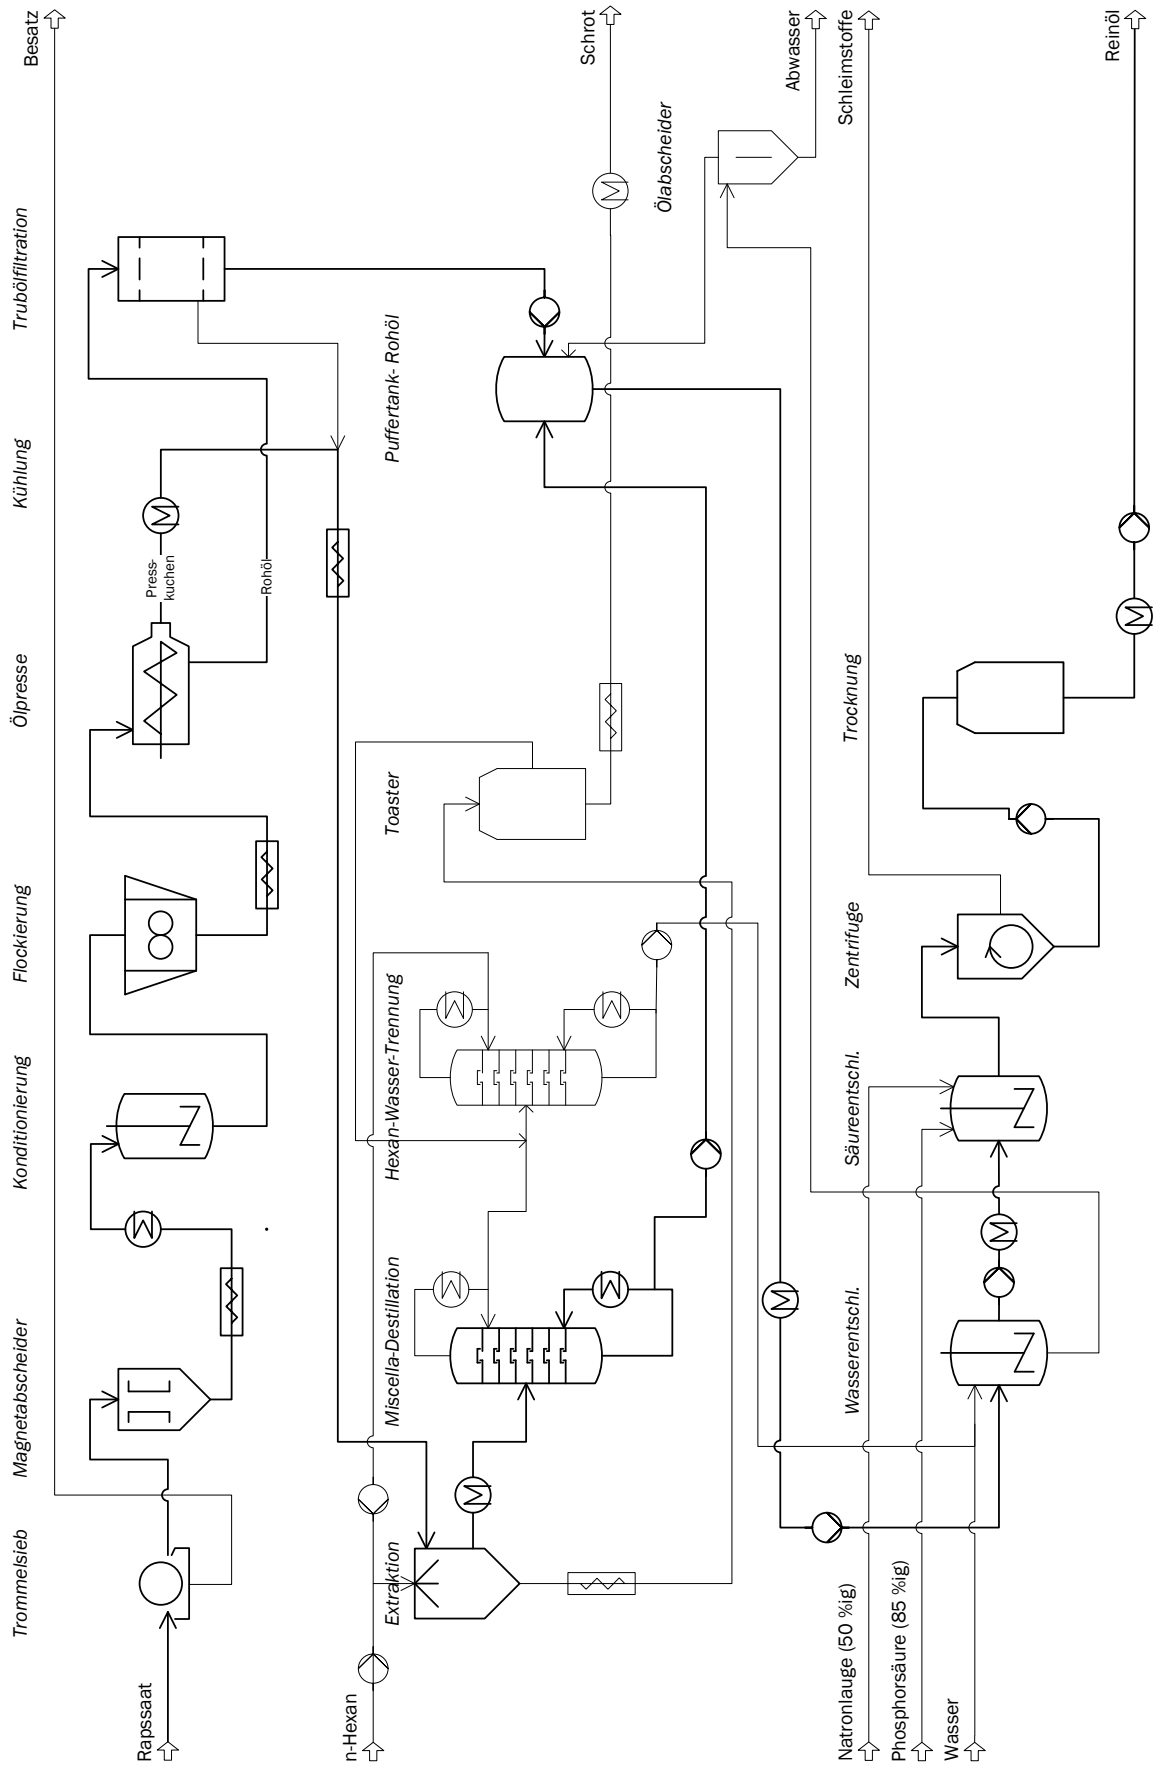 Trommelsieb
Magnetabscheider
Konditionierung
Flockierung
Ölpresse
Kühlung
Trubölfiltration
Besatz
Rapssaat
Press-
kuchen
Rohöl
n-Hexan
Extraktion
Miscella-Destillation
Hexan-Wasser-Trennung
Toaster
Puffertank- Rohöl
Schrot
Ölabscheider
Abwasser
Natronlauge (50 %ig)
Wasserentschl.
Säureentschl.
Zentrifuge
Trocknung
Schleimstoffe
Phosphorsäure (85 %ig)
Wasser
Reinöl